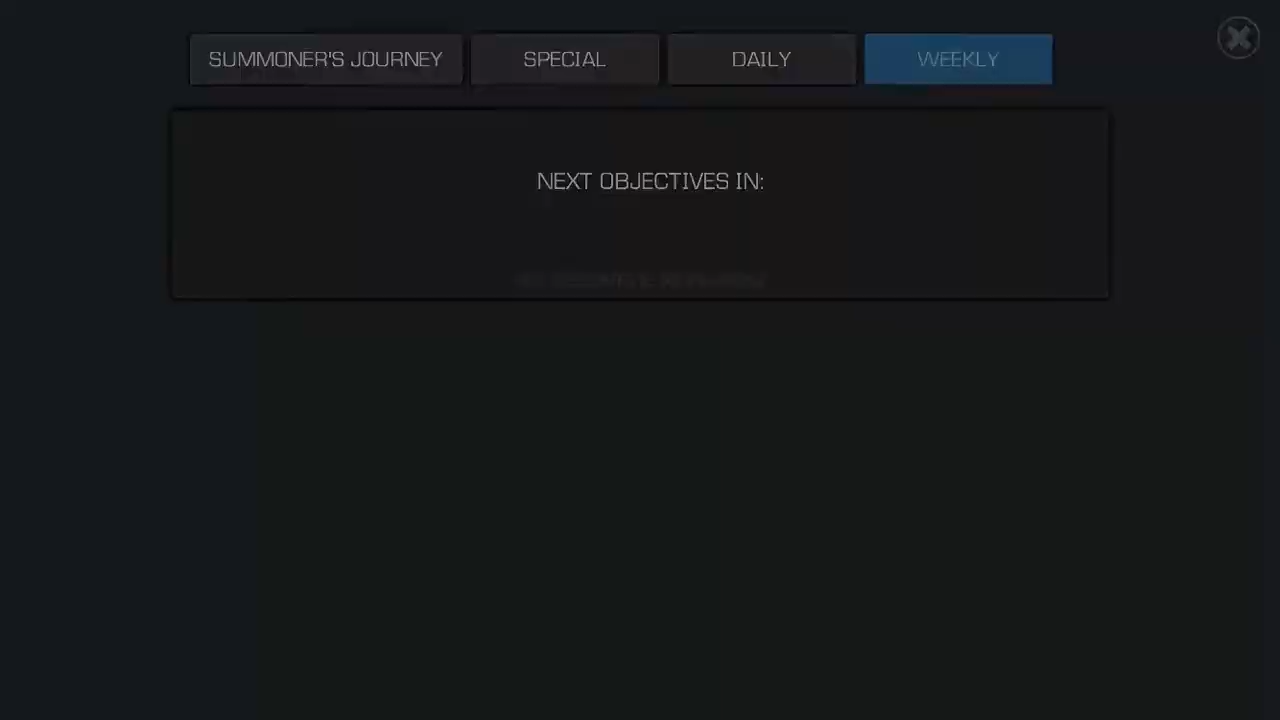 SUMMONER'S JOURNEY
SPECIAL
DAILY
WEEKLY
NEXT OBJECTIVES IN: